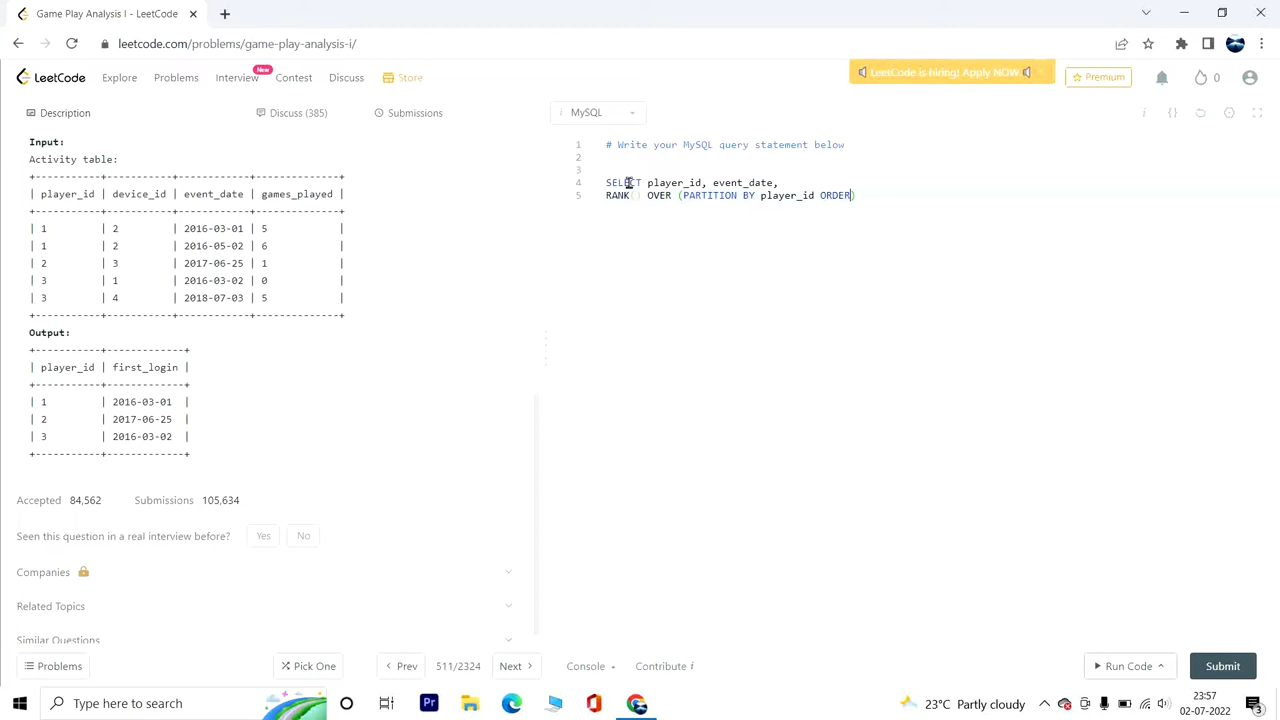 Game Play Analysis I - LeetCode
leetcode.com/problems/game-play-analysis-i/
LeetCode
Explore
Problems
Interview
New
Contest
Discuss
Store
LeetCode is hiring! Apply NOW.
Premium
0
Description
Discuss (385)
Submissions
i MySQL
i {}
Input:
Activity table:
+-----------+-----------+------------+--------------+
| player_id | device_id | event_date | games_played |
+-----------+-----------+------------+--------------+
| 1 | 2 | 2016-03-01 | 5 |
| 1 | 2 | 2016-05-02 | 6 |
| 2 | 3 | 2017-06-25 | 1 |
| 3 | 1 | 2016-03-02 | 0 |
| 3 | 4 | 2018-07-03 | 5 |
+-----------+-----------+------------+--------------+
Output:
+-----------+-------------+
| player_id | first_login |
+-----------+-------------+
| 1 | 2016-03-01 |
| 2 | 2017-06-25 |
| 3 | 2016-03-02 |
+-----------+-------------+
Accepted 84,562 Submissions 105,634
Seen this question in a real interview before? Yes No
Companies
Related Topics
Similar Questions
1 # Write your MySQL query statement below
2
3
4 SELECT player_id, event_date,
5 RANK() OVER (PARTITION BY player_id ORDER)
Problems
Pick One
Prev
511/2324
Next
Console
Contribute i
Run Code
Submit
Type here to search
Pr
23°C Partly cloudy
23:57
02-07-2022
3